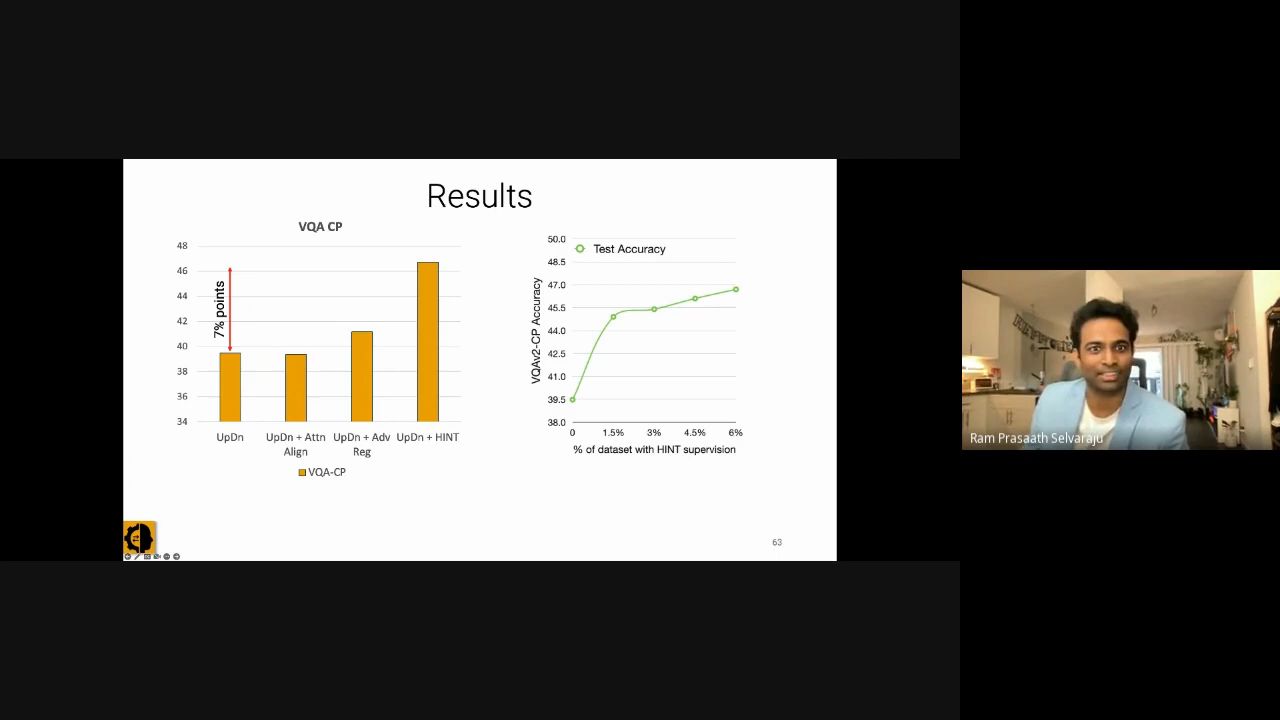 Results
VQA CP
48
46
44
42
40
38
36
34
7% points
UpDn
UpDn + Attn Align
UpDn + Adv Reg
UpDn + HINT
VQA-CP
Test Accuracy
50.0
48.5
47.0
45.5
44.0
42.5
41.0
39.5
38.0
VQAv2-CP Accuracy
0 1.5% 3% 4.5% 6%
% of dataset with HINT supervision
63
Ram Prasaath Selvaraju